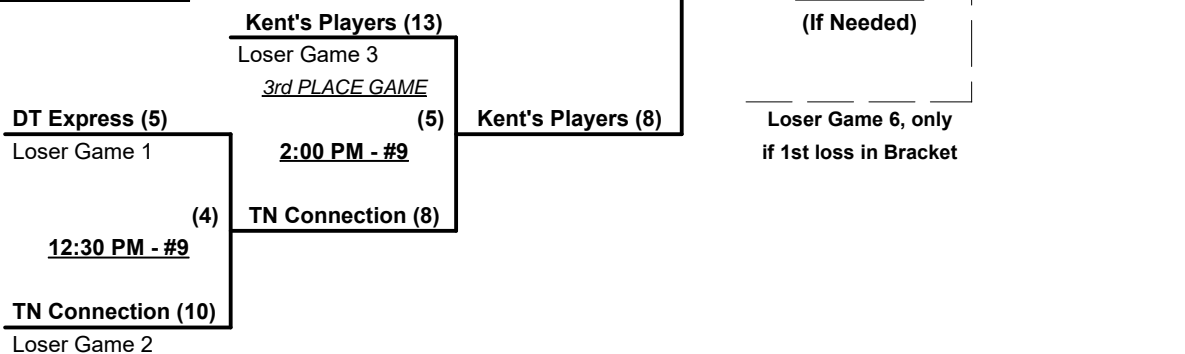 Kent's Players (13)
(If Needed)
Loser Game 3
3rd PLACE GAME
DT Express (5)
(5)
Kent's Players (8)
Loser Game 6, only
Loser Game 1
2:00 PM - #9
if 1st loss in Bracket
(4)
TN Connection (8)
12:30 PM - #9
TN Connection (10)
Loser Game 2